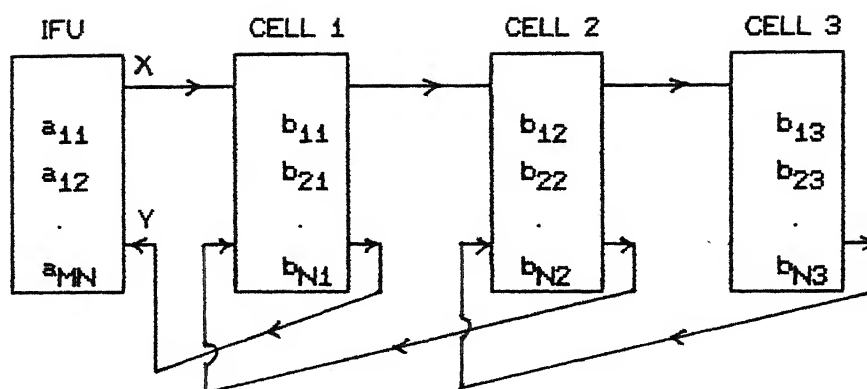 IFU CELL 1 CELL 2 CELL 3
X
a11 b11 b12 b13
a12 b21 b22 b23
Y . . . .
aMN bN1 bN2 bN3